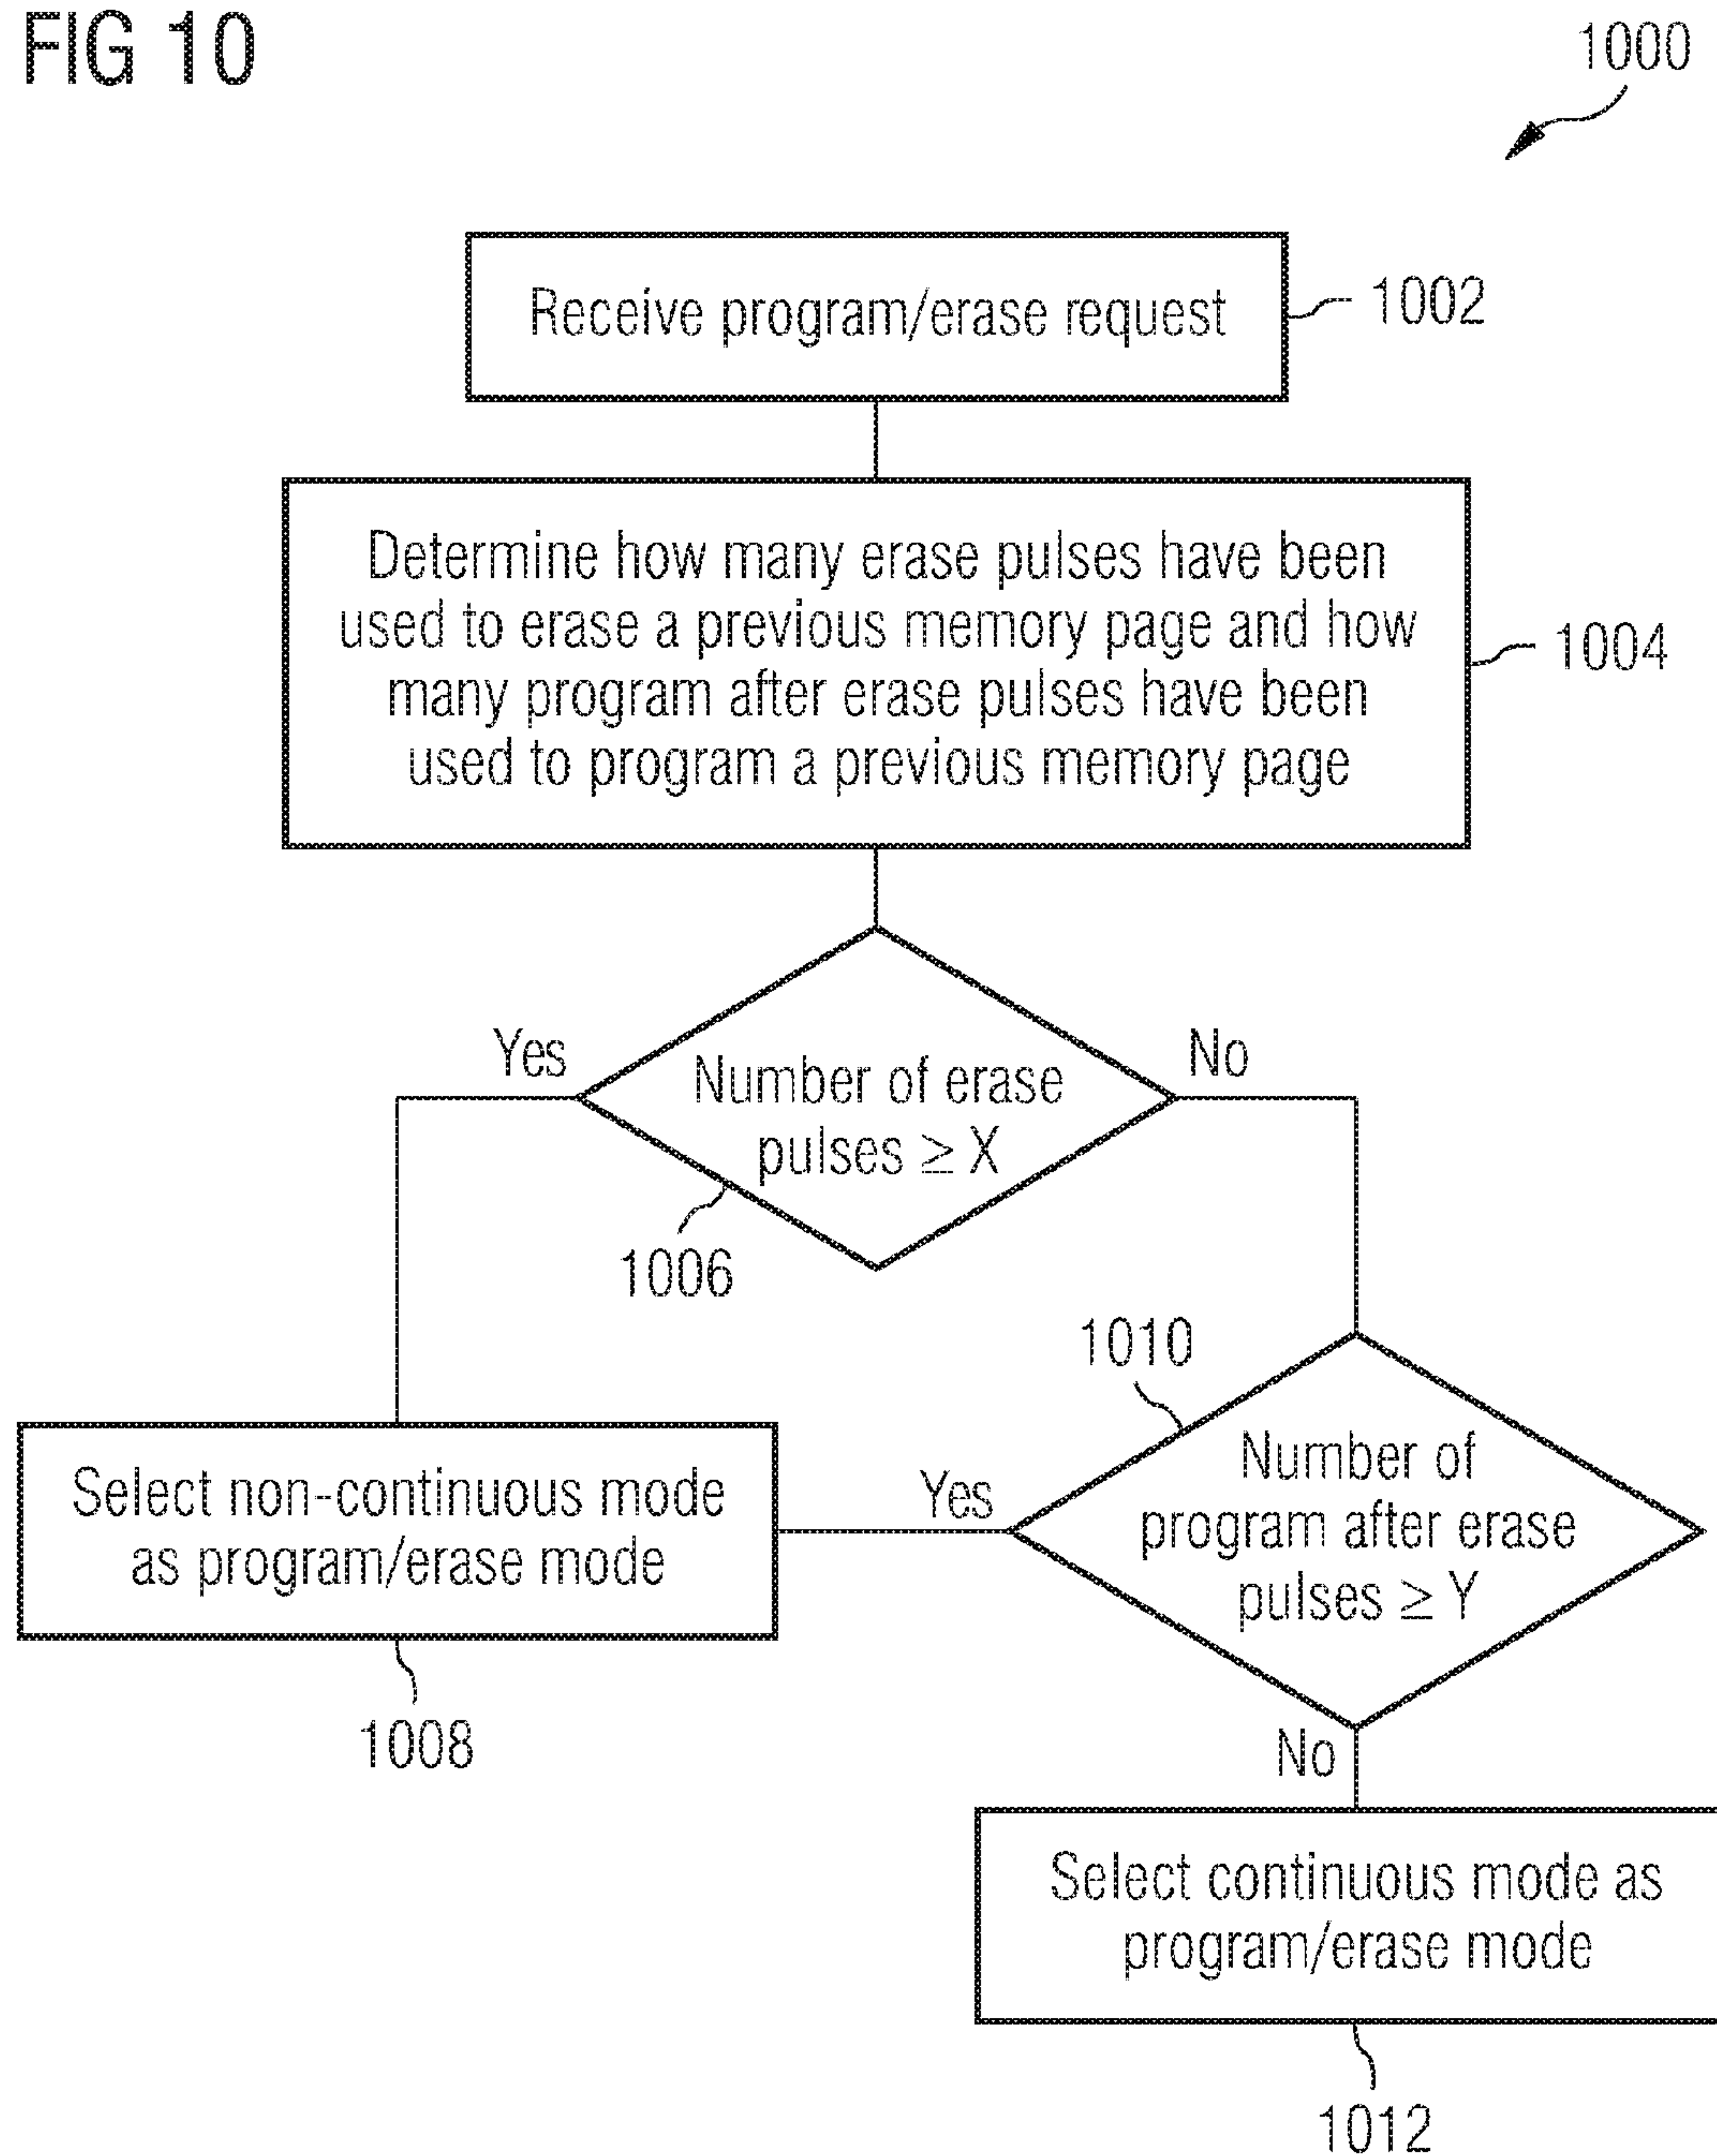 FIG 10
1000
Receive program/erase request
1002
Determine how many erase pulses have been
used to erase a previous memory page and how
many program after erase pulses have been
used to program a previous memory page
1004
Yes
No
Number of erase
pulses ≥ X
1006
1010
Number of
program after erase
pulses ≥ Y
Yes
Select non-continuous mode
as program/erase mode
1008
No
Select continuous mode as
program/erase mode
1012